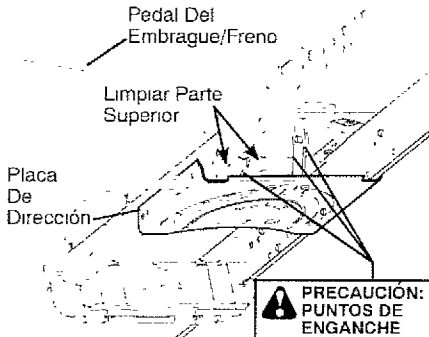 Pedal Del
Embrague/Freno
Limpiar Parte
Superior
Placa
De
Dirección
PRECAUCIÓN:
PUNTOS DE
ENGANCHE